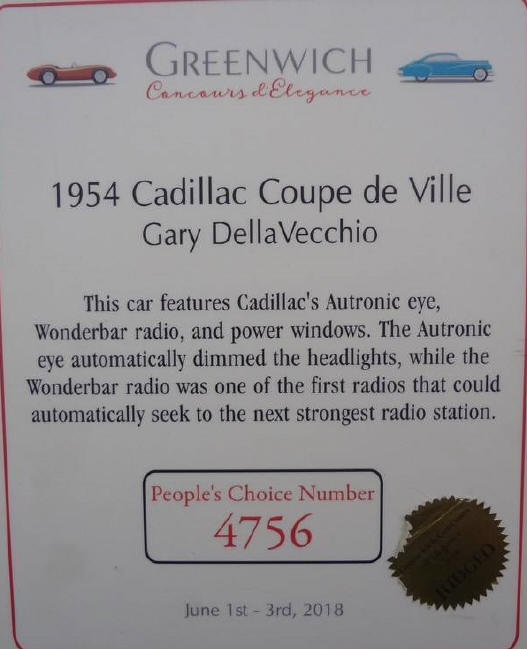 GREENWICH
Concours d'Elegance
1954 Cadillac Coupe de Ville
Gary DellaVecchio
This car features Cadillac's Autronic eye,
Wonderbar radio, and power windows. The Autronic
eye automatically dimmed the headlights, while the
Wonderbar radio was one of the first radios that could
automatically seek to the next strongest radio station.
People's Choice Number
4756
JUDGED
June 1st - 3rd, 2018